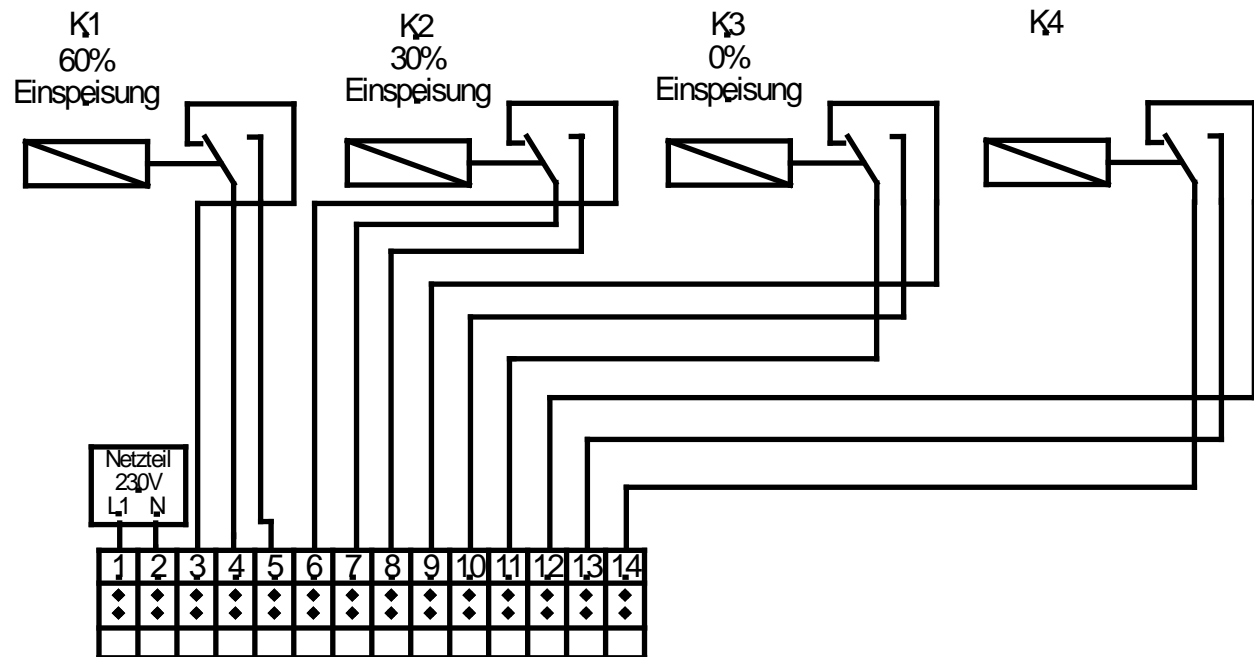 K1
60%
Einspeisung
K2
30%
Einspeisung
K3
0%
Einspeisung
K4
Netzteil
230V
L1 N
1 2 3 4 5 6 7 8 9 10 11 12 13 14